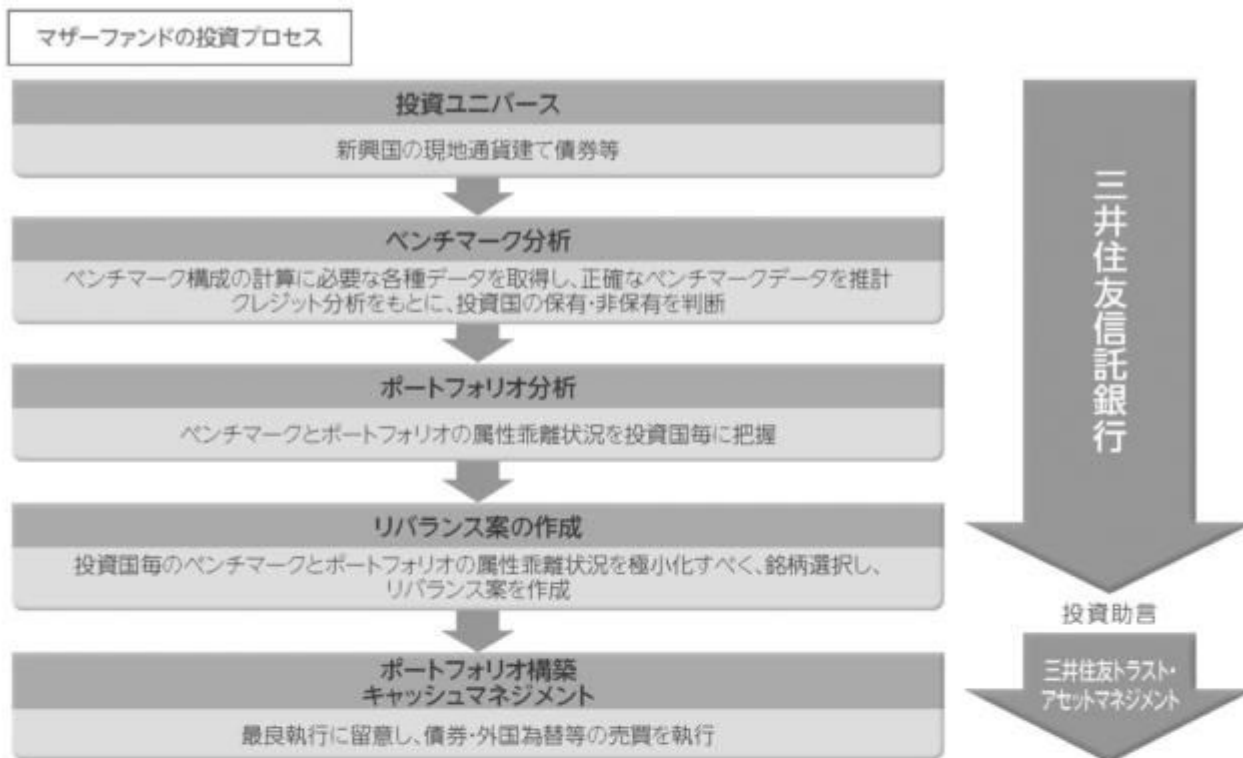 マザーファンドの投資プロセス
投資ユニバース
新興国の現地通貨建て債券等
ベンチマーク分析
ベンチマーク構成の計算に必要な各種データを取得し、正確なベンチマークデータを推計
クレジット分析をもとに、投資国の保有・非保有を判断
ポートフォリオ分析
ベンチマークとポートフォリオの属性乖離状況を投資国毎に把握
リバランス案の作成
投資国毎のベンチマークとポートフォリオの属性乖離状況を極小化すべく、銘柄選択し、
リバランス案を作成
ポートフォリオ構築
キャッシュマネジメント
最良執行に留意し、債券・外国為替等の売買を執行
三井住友信託銀行
投資助言
三井住友トラスト・
アセットマネジメント